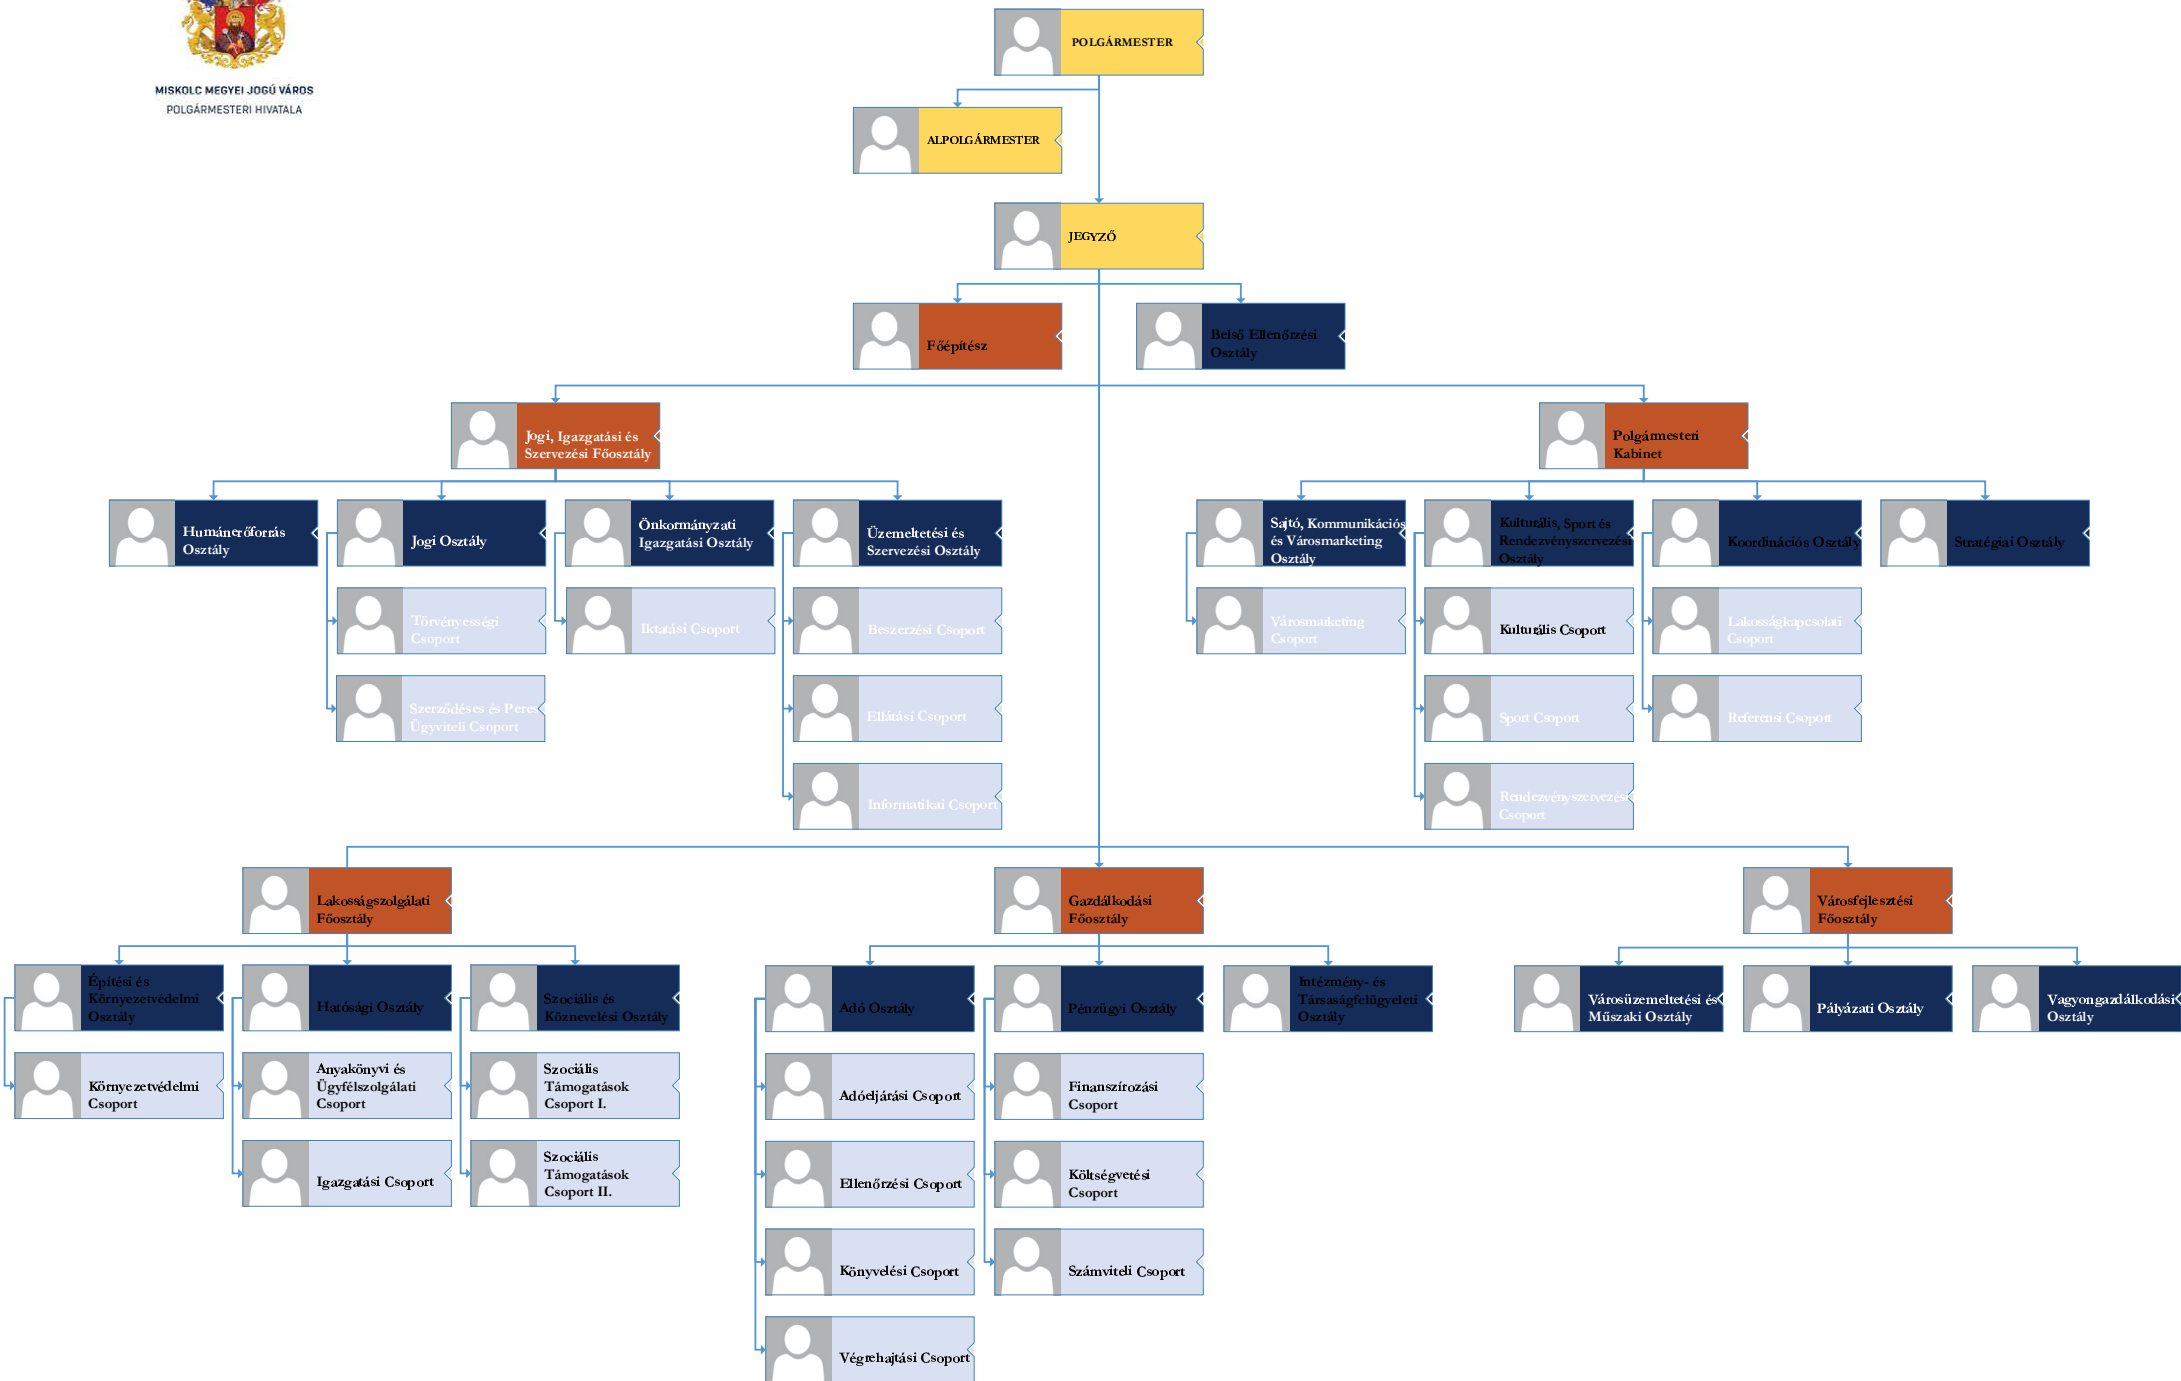 MISKOLC MEGYEI JOGÚ VÁROS
POLGÁRMESTERI HIVATALA
POLGÁRMESTER
ALPOLGÁRMESTER
JEGYZŐ
Főépítész
Belső Ellenőrzési
Osztály
Jogi, Igazgatási és
Szervezési Főosztály
Polgármesteri
Kabinet
Humánerőforrás
Osztály
Jogi Osztály
Önkormányzati
Igazgatási Osztály
Üzemeltetési és
Szervezési Osztály
Sajtó, Kommunikációs
és Városmarketing
Osztály
Kulturális, Sport és
Rendezvényszervezési
Osztály
Koordinációs Osztály
Stratégiai Osztály
Törvényességi
Csoport
Iktatási Csoport
Beszerzési Csoport
Városmarketing
Csoport
Kulturális Csoport
Lakosságkapcsolati
Csoport
Szerződéses és Peres
Ügyviteli Csoport
Ellátási Csoport
Sport Csoport
Referensi Csoport
Informatikai Csoport
Rendezvényszervezési
Csoport
Lakosságszolgálati
Főosztály
Gazdálkodási
Főosztály
Városfejlesztési
Főosztály
Építési és
Környezetvédelmi
Osztály
Hatósági Osztály
Szociális és
Köznevelési Osztály
Adó Osztály
Pénzügyi Osztály
Intézmény- és
Társaságfelügyeleti
Osztály
Városüzemeltetési és
Műszaki Osztály
Pályázati Osztály
Vagyongazdálkodási
Osztály
Környezetvédelmi
Csoport
Anyakönyvi és
Ügyfélszolgálati
Csoport
Szociális
Támogatások
Csoport I.
Adóeljárási Csoport
Finanszírozási
Csoport
Igazgatási Csoport
Szociális
Támogatások
Csoport II.
Ellenőrzési Csoport
Költségvetési
Csoport
Könyvelési Csoport
Számviteli Csoport
Végrehajtási Csoport